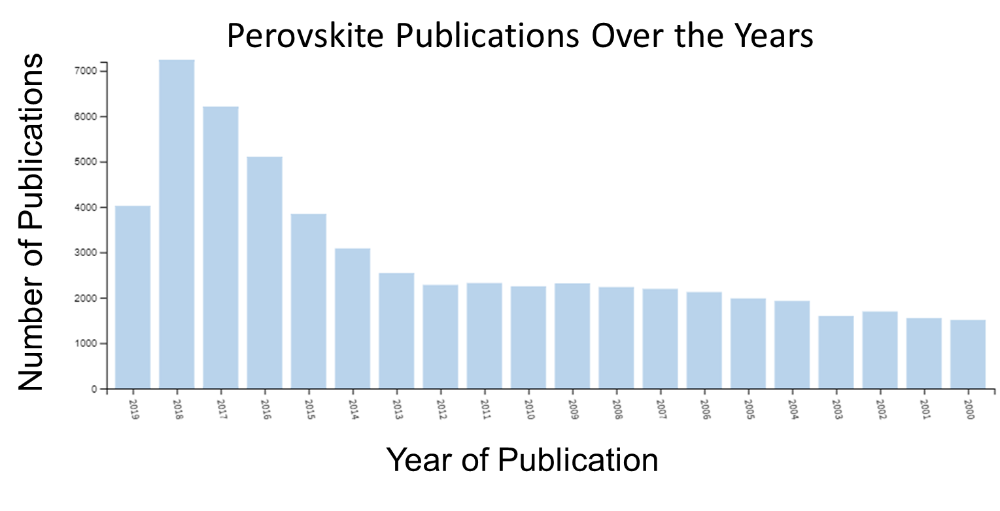 Perovskite Publications Over the Years
Number of Publications
7000
6000
5000
4000
3000
2000
1000
0
2019 2018 2017 2016 2015 2014 2013 2012 2011 2010 2009 2008 2007 2006 2005 2004 2003 2002 2001 2000
Year of Publication